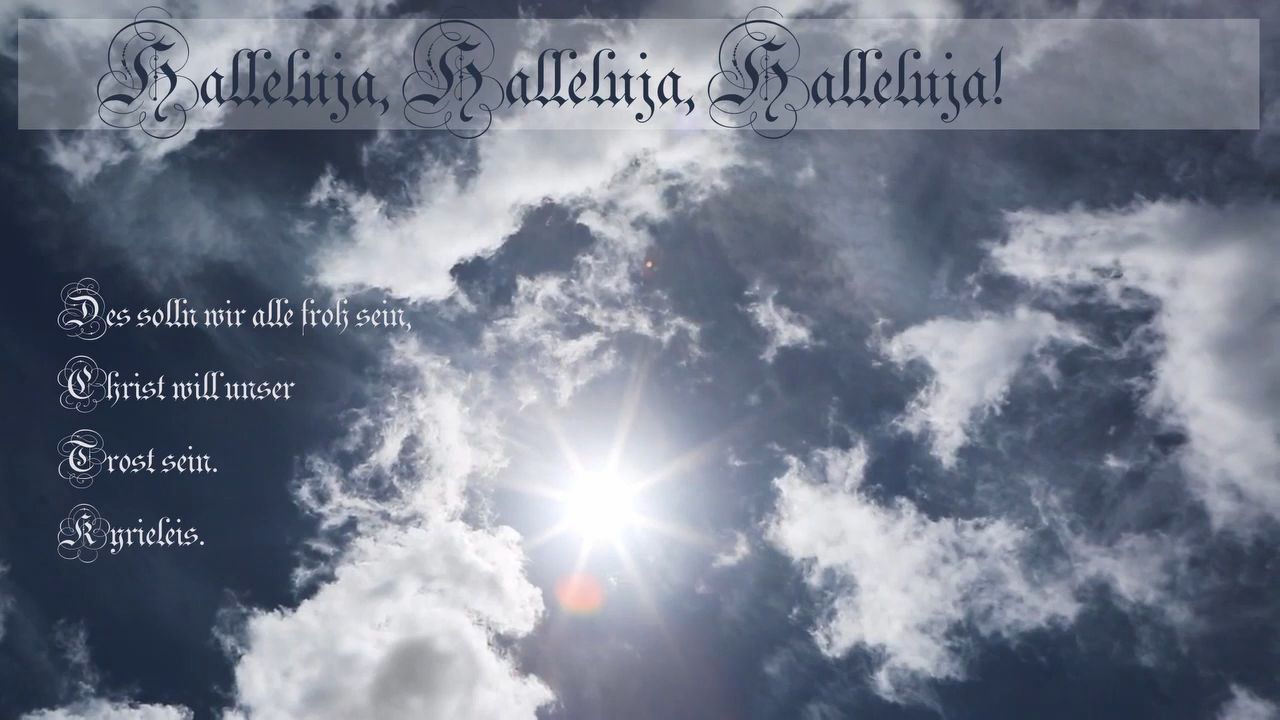 Halleluja, Halleluja, Halleluja!
Des solln wir alle froh sein,
Christ will unser
Trost sein.
Kyrieleis.